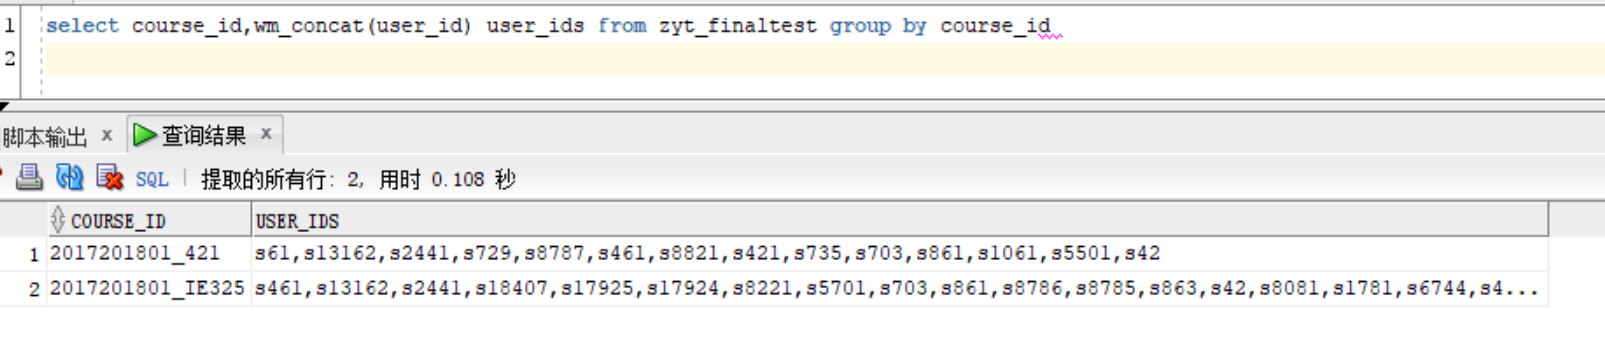 1 select course_id,wm_concat(user_id) user_ids from zyt_finaltest group by course_id
2
脚本输出 x 查询结果 x
SQL | 提取的所有行: 2, 用时 0.108 秒
COURSE_ID USER_IDS
1 2017201801_421 s61,s13162,s2441,s729,s8787,s461,s8821,s421,s735,s703,s861,s1061,s5501,s42
2 2017201801_IE325 s461,s13162,s2441,s18407,s17925,s17924,s8221,s5701,s703,s861,s8786,s8785,s863,s42,s8081,s1781,s6744,s4...